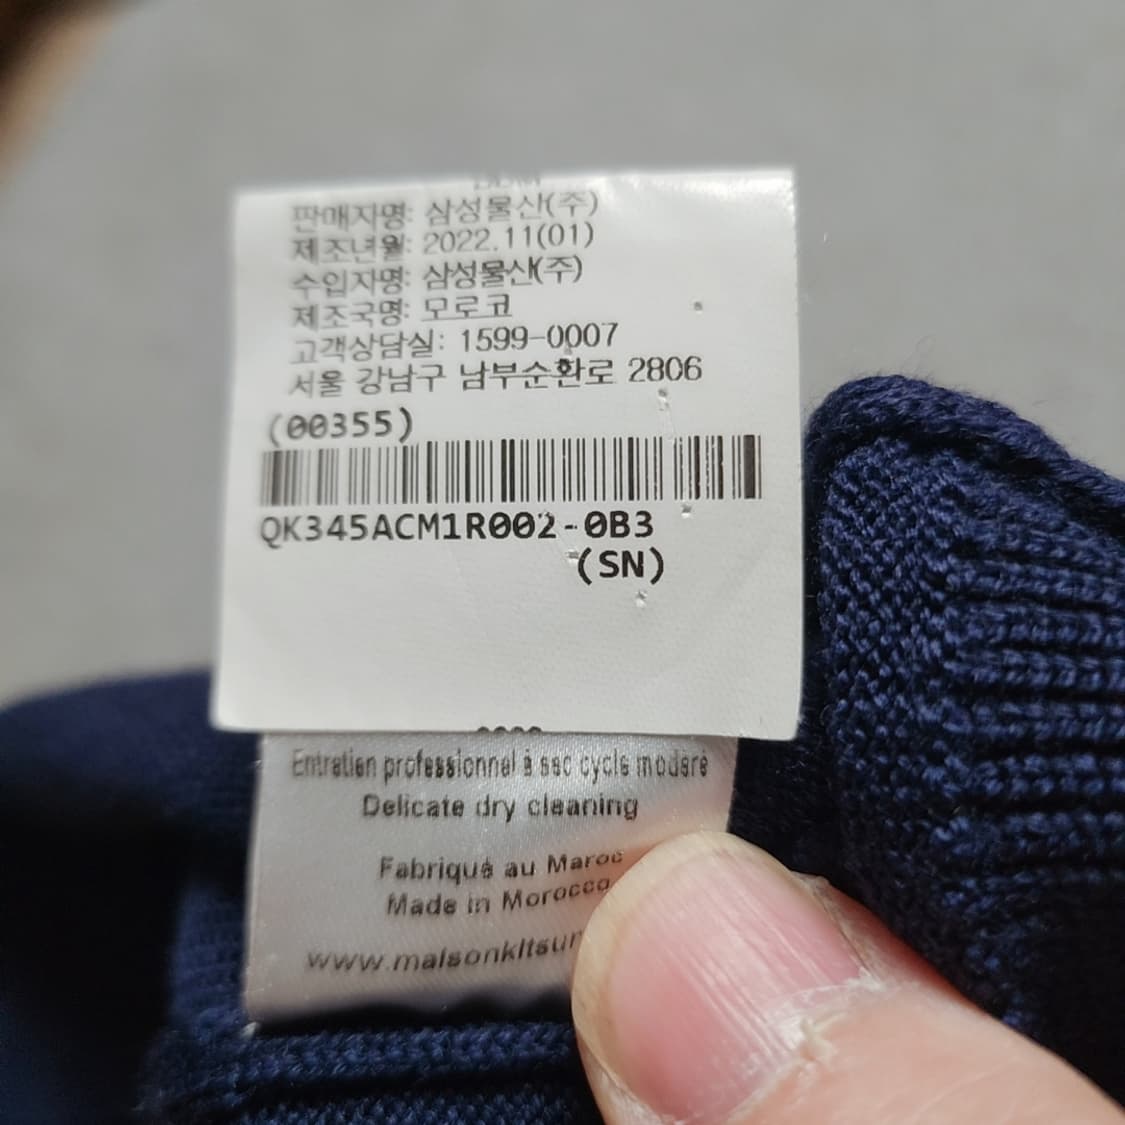 판매자명: 삼성물산(주)
제조년월: 2022.11(01)
수입자명: 삼성물산(주)
제조국명: 모로코
고객상담실: 1599-0007
서울 강남구 남부순환로 2806
(00355)
QK345ACM1R002-0B3
(SN)
Entretien professionnel à sec cycle modéré
Delicate dry cleaning
Fabriqué au Maroc
Made in Morocco
www.maisonkitsun